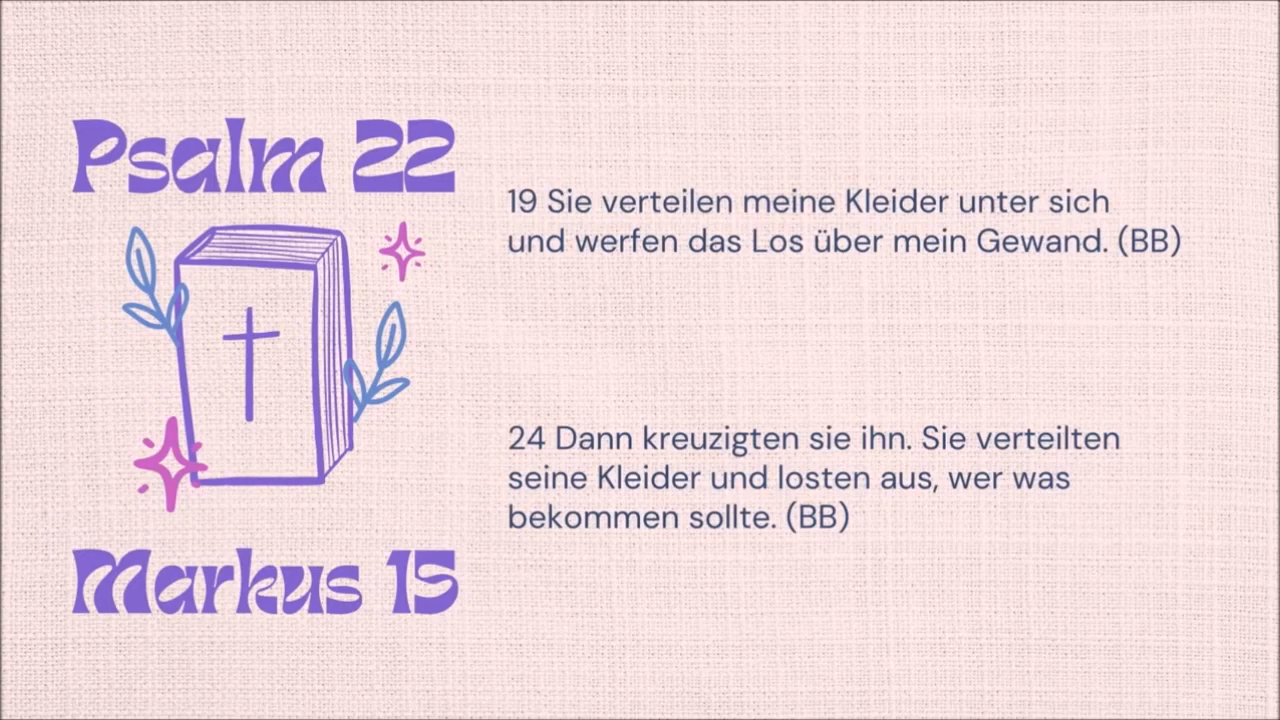 Psalm 22
19 Sie verteilen meine Kleider unter sich
und werfen das Los über mein Gewand. (BB)
24 Dann kreuzigten sie ihn. Sie verteilten
seine Kleider und losten aus, wer was
bekommen sollte. (BB)
Markus 15